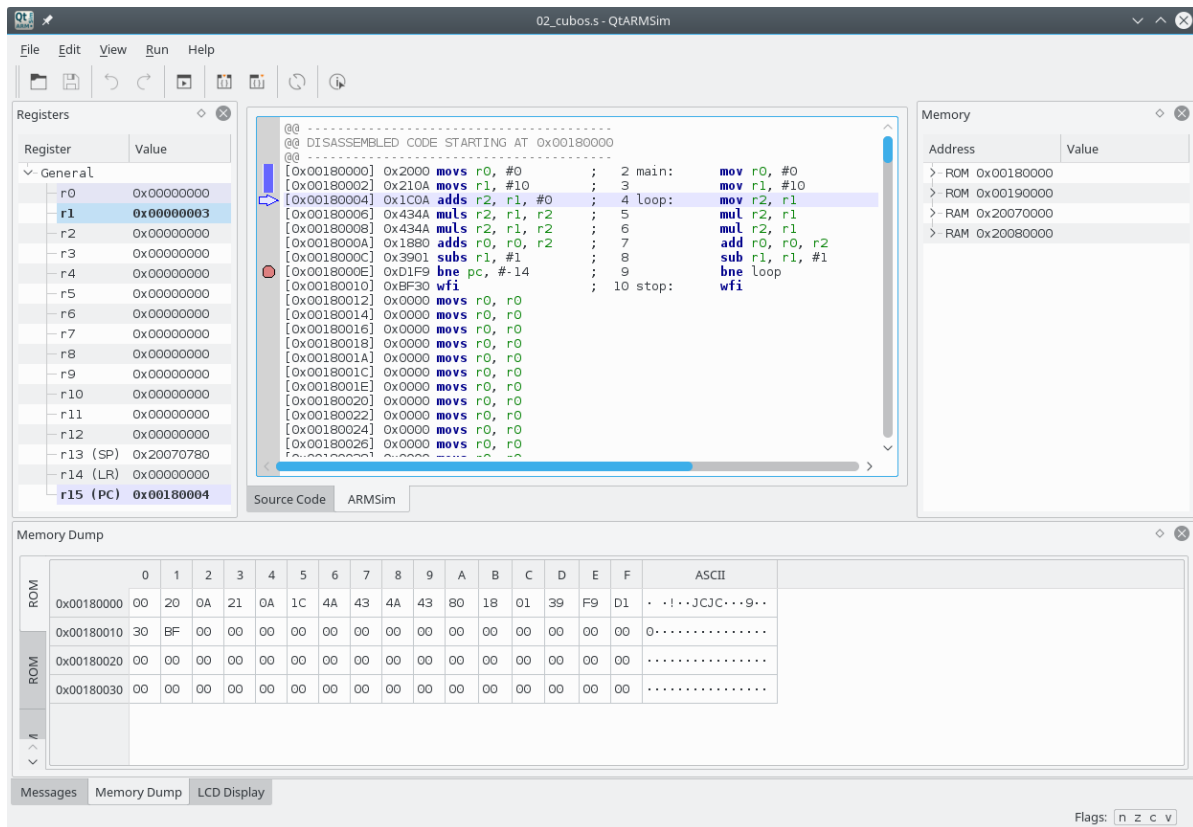 02_cubos.s - QtARMSim
File Edit View Run Help
Registers
Register Value
General
r0 0x00000000
r1 0x00000003
r2 0x00000000
r3 0x00000000
r4 0x00000000
r5 0x00000000
r6 0x00000000
r7 0x00000000
r8 0x00000000
r9 0x00000000
r10 0x00000000
r11 0x00000000
r12 0x00000000
r13 (SP) 0x20070780
r14 (LR) 0x00000000
r15 (PC) 0x00180004
@@ ----------------------------------------
@@ DISASSEMBLED CODE STARTING AT 0x00180000
@@ ----------------------------------------
[0x00180000] 0x2000 movs r0, #0 ; 2 main: mov r0, #0
[0x00180002] 0x210A movs r1, #10 ; 3 mov r1, #10
[0x00180004] 0x1C0A adds r2, r1, #0 ; 4 loop: mov r2, r1
[0x00180006] 0x434A muls r2, r1, r2 ; 5 mul r2, r1
[0x00180008] 0x434A muls r2, r1, r2 ; 6 mul r2, r1
[0x0018000A] 0x1880 adds r0, r0, r2 ; 7 add r0, r0, r2
[0x0018000C] 0x3901 subs r1, #1 ; 8 sub r1, r1, #1
[0x0018000E] 0xD1F9 bne pc, #-14 ; 9 bne loop
[0x00180010] 0xBF30 wfi ; 10 stop: wfi
[0x00180012] 0x0000 movs r0, r0
[0x00180014] 0x0000 movs r0, r0
[0x00180016] 0x0000 movs r0, r0
[0x00180018] 0x0000 movs r0, r0
[0x0018001A] 0x0000 movs r0, r0
[0x0018001C] 0x0000 movs r0, r0
[0x0018001E] 0x0000 movs r0, r0
[0x00180020] 0x0000 movs r0, r0
[0x00180022] 0x0000 movs r0, r0
[0x00180024] 0x0000 movs r0, r0
[0x00180026] 0x0000 movs r0, r0
Source Code ARMSim
Memory
Address Value
ROM 0x00180000
ROM 0x00190000
RAM 0x20070000
RAM 0x20080000
Memory Dump
ROM
ROM
0 1 2 3 4 5 6 7 8 9 A B C D E F ASCII
0x00180000 00 20 0A 21 0A 1C 4A 43 4A 43 80 18 01 39 F9 D1 · ·!··JCJC···9··
0x00180010 30 BF 00 00 00 00 00 00 00 00 00 00 00 00 00 00 0···············
0x00180020 00 00 00 00 00 00 00 00 00 00 00 00 00 00 00 00 ················
0x00180030 00 00 00 00 00 00 00 00 00 00 00 00 00 00 00 00 ················
Messages Memory Dump LCD Display
Flags: n z c v